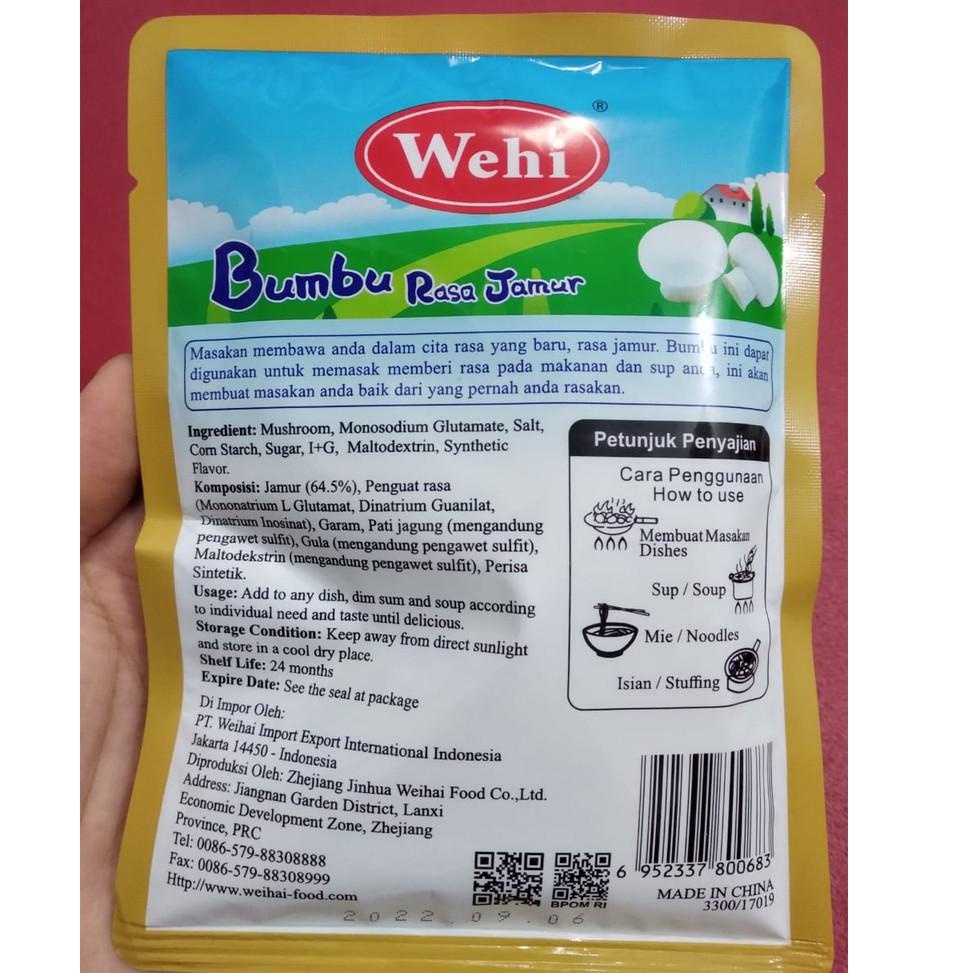 Wehi ®
Bumbu Rasa Jamur
Masakan membawa anda dalam cita rasa yang baru, rasa jamur. Bumbu ini dapat
digunakan untuk memasak memberi rasa pada makanan dan sup anda, ini akan
membuat masakan anda baik dari yang pernah anda rasakan.
Ingredient: Mushroom, Monosodium Glutamate, Salt,
Corn Starch, Sugar, I+G, Maltodextrin, Synthetic
Flavor.
Komposisi: Jamur (64.5%), Penguat rasa
(Mononatrium L Glutamat, Dinatrium Guanilat,
Dinatrium Inosinat), Garam, Pati jagung (mengandung
pengawet sulfit), Gula (mengandung pengawet sulfit),
Maltodekstrin (mengandung pengawet sulfit), Perisa
Sintetik.
Usage: Add to any dish, dim sum and soup according
to individual need and taste until delicious.
Storage Condition: Keep away from direct sunlight
and store in a cool dry place.
Shelf Life: 24 months
Expire Date: See the seal at package
Di Impor Oleh:
PT. Weihai Import Export International Indonesia
Jakarta 14450 - Indonesia
Diproduksi Oleh: Zhejiang Jinhua Weihai Food Co.,Ltd.
Address: Jiangnan Garden District, Lanxi
Economic Development Zone, Zhejiang
Province, PRC
Tel: 0086-579-88308888
Fax: 0086-579-88308999
Http://www.weihai-food.com
2022.09.06
Petunjuk Penyajian
Cara Penggunaan
How to use
Membuat Masakan
Dishes
Sup / Soup
Mie / Noodles
Isian / Stuffing
BPOM RI
6 952337 800683
MADE IN CHINA
3300/17019